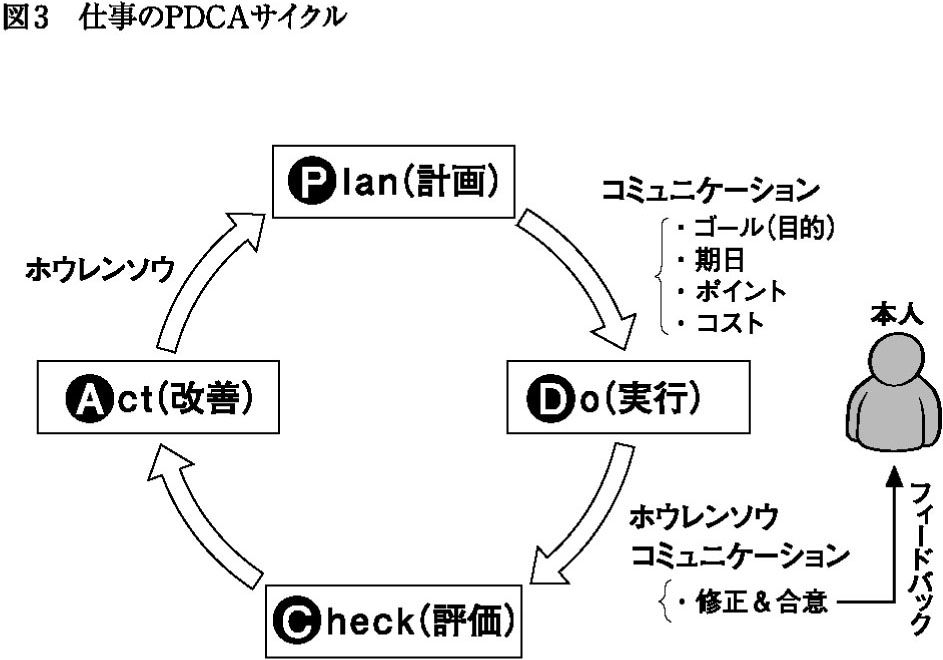 図3 仕事のPDCAサイクル
Plan(計画)
コミュニケーション
・ゴール(目的)
・期日
・ポイント
・コスト
ホウレンソウ
本人
Act(改善)
Do(実行)
フィードバック
ホウレンソウ
コミュニケーション
・修正&合意
Check(評価)